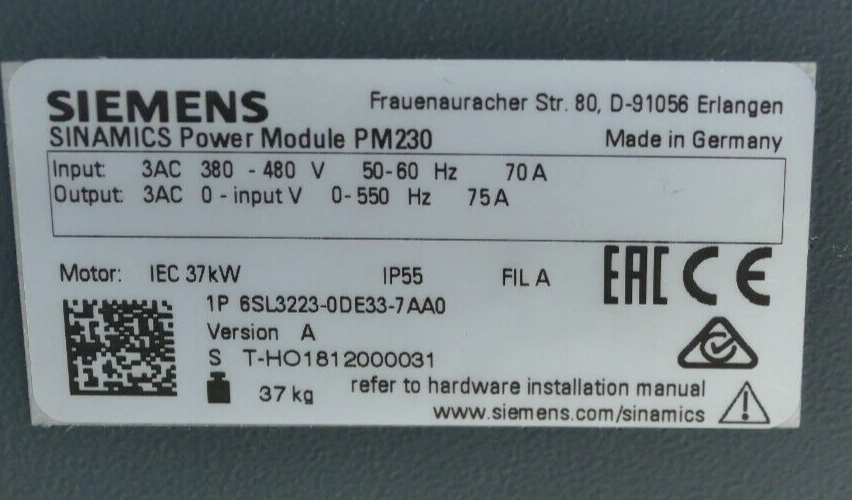 SIEMENS Frauenauracher Str. 80, D-91056 Erlangen
SINAMICS Power Module PM230 Made in Germany
Input: 3AC 380 - 480 V 50-60 Hz 70 A
Output: 3AC 0 - input V 0-550 Hz 75 A
Motor: IEC 37kW IP55 FIL A EAC CE
1P 6SL3223-0DE33-7AA0
Version A
S T-HO1812000031
37 kg refer to hardware installation manual
www.siemens.com/sinamics